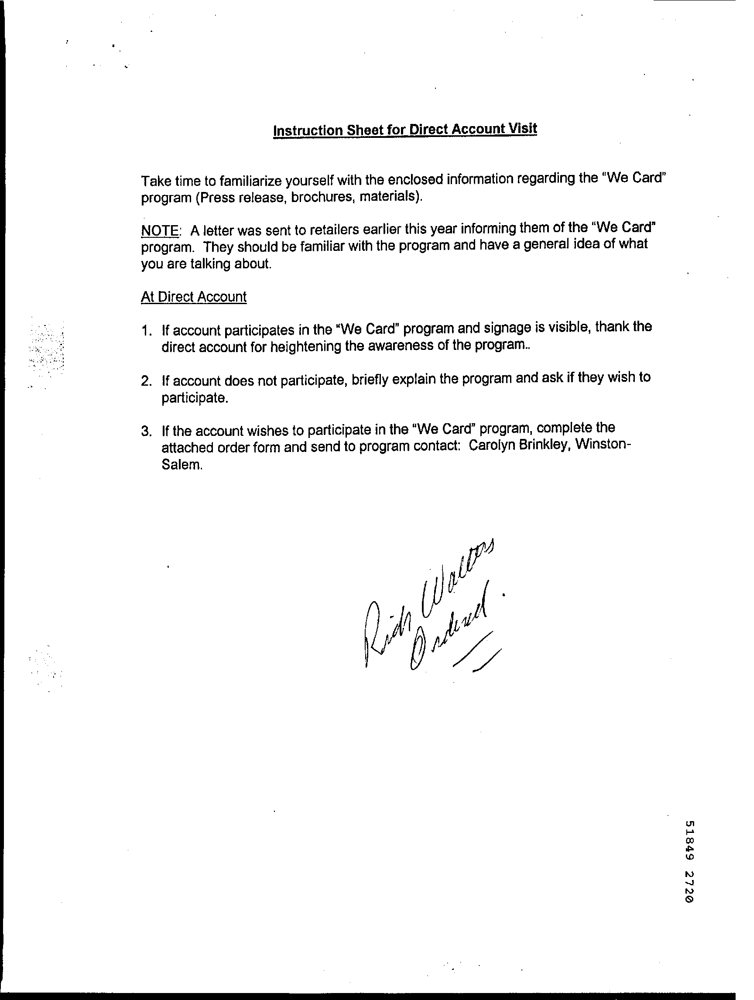 Instruction Sheet for Direct Account Visit
Take time to familiarize yourself with the enclosed information regarding the "We Card"
program (Press release, brochures, materials).
NOTE: A letter was sent to retailers earlier this year informing them of the "We Card"
program. They should be familiar with the program and have a general idea of what
you are talking about.
At Direct Account
1. If account participates in the "We Card" program and signage is visible, thank the
direct account for heightening the awareness of the program..
2. If account does not participate, briefly explain the program and ask if they wish to
participate.
3. If the account wishes to participate in the "We Card" program, complete the
attached order form and send to program contact: Carolyn Brinkley, Winston-
Salem.
Rich Walters
Ordered.
51849 2720